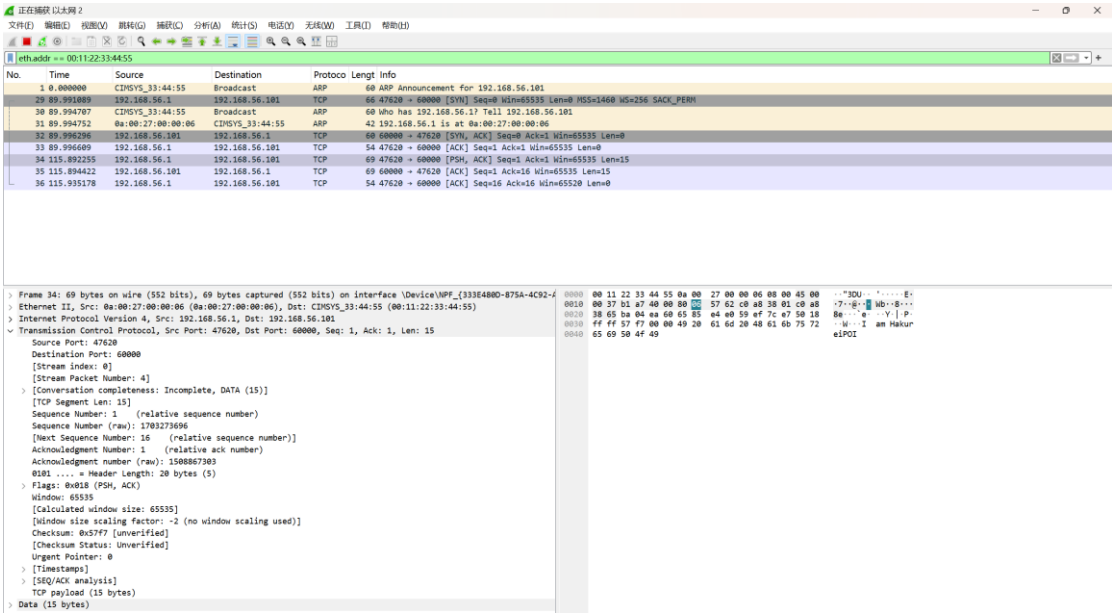 正在捕获 以太网 2
文件(F) 编辑(E) 视图(V) 跳转(G) 捕获(C) 分析(A) 统计(S) 电话(Y) 无线(W) 工具(T) 帮助(H)
eth.addr == 00:11:22:33:44:55
No. Time Source Destination Protoco Lengt Info
1 0.000000 CIMSYS_33:44:55 Broadcast ARP 60 ARP Announcement for 192.168.56.101
29 89.991089 192.168.56.1 192.168.56.101 TCP 66 47620 → 60000 [SYN] Seq=0 Win=65535 Len=0 MSS=1460 WS=256 SACK_PERM
30 89.994707 CIMSYS_33:44:55 Broadcast ARP 60 Who has 192.168.56.1? Tell 192.168.56.101
31 89.994752 0a:00:27:00:00:06 CIMSYS_33:44:55 ARP 42 192.168.56.1 is at 0a:00:27:00:00:06
32 89.996296 192.168.56.101 192.168.56.1 TCP 60 60000 → 47620 [SYN, ACK] Seq=0 Ack=1 Win=65535 Len=0
33 89.996609 192.168.56.1 192.168.56.101 TCP 54 47620 → 60000 [ACK] Seq=1 Ack=1 Win=65535 Len=0
34 115.892255 192.168.56.1 192.168.56.101 TCP 69 47620 → 60000 [PSH, ACK] Seq=1 Ack=1 Win=65535 Len=15
35 115.894422 192.168.56.101 192.168.56.1 TCP 69 60000 → 47620 [ACK] Seq=1 Ack=16 Win=65535 Len=15
36 115.935178 192.168.56.1 192.168.56.101 TCP 54 47620 → 60000 [ACK] Seq=16 Ack=16 Win=65520 Len=0
Frame 34: 69 bytes on wire (552 bits), 69 bytes captured (552 bits) on interface \Device\NPF_{333E480D-875A-4C92-A
Ethernet II, Src: 0a:00:27:00:00:06 (0a:00:27:00:00:06), Dst: CIMSYS_33:44:55 (00:11:22:33:44:55)
Internet Protocol Version 4, Src: 192.168.56.1, Dst: 192.168.56.101
Transmission Control Protocol, Src Port: 47620, Dst Port: 60000, Seq: 1, Ack: 1, Len: 15
Source Port: 47620
Destination Port: 60000
[Stream index: 0]
[Stream Packet Number: 4]
[Conversation completeness: Incomplete, DATA (15)]
[TCP Segment Len: 15]
Sequence Number: 1 (relative sequence number)
Sequence Number (raw): 1703273696
[Next Sequence Number: 16 (relative sequence number)]
Acknowledgment Number: 1 (relative ack number)
Acknowledgment number (raw): 1508867303
0101 .... = Header Length: 20 bytes (5)
Flags: 0x018 (PSH, ACK)
Window: 65535
[Calculated window size: 65535]
[Window size scaling factor: -2 (no window scaling used)]
Checksum: 0x57f7 [unverified]
[Checksum Status: Unverified]
Urgent Pointer: 0
[Timestamps]
[SEQ/ACK analysis]
TCP payload (15 bytes)
Data (15 bytes)
0000 00 11 22 33 44 55 0a 00 27 00 00 06 08 00 45 00 ··"3DU·· '·····E·
0010 00 37 b1 a7 40 00 80 06 57 62 c0 a8 38 01 c0 a8 ·7··@··· Wb··8···
0020 38 65 ba 04 ea 60 65 85 e4 e0 59 ef 7c e7 50 18 8e···`e· ··Y·|·P·
0030 ff ff 57 f7 00 00 49 20 61 6d 20 48 61 6b 75 72 ··W···I am Hakur
0040 65 69 50 4f 49 eiPOI